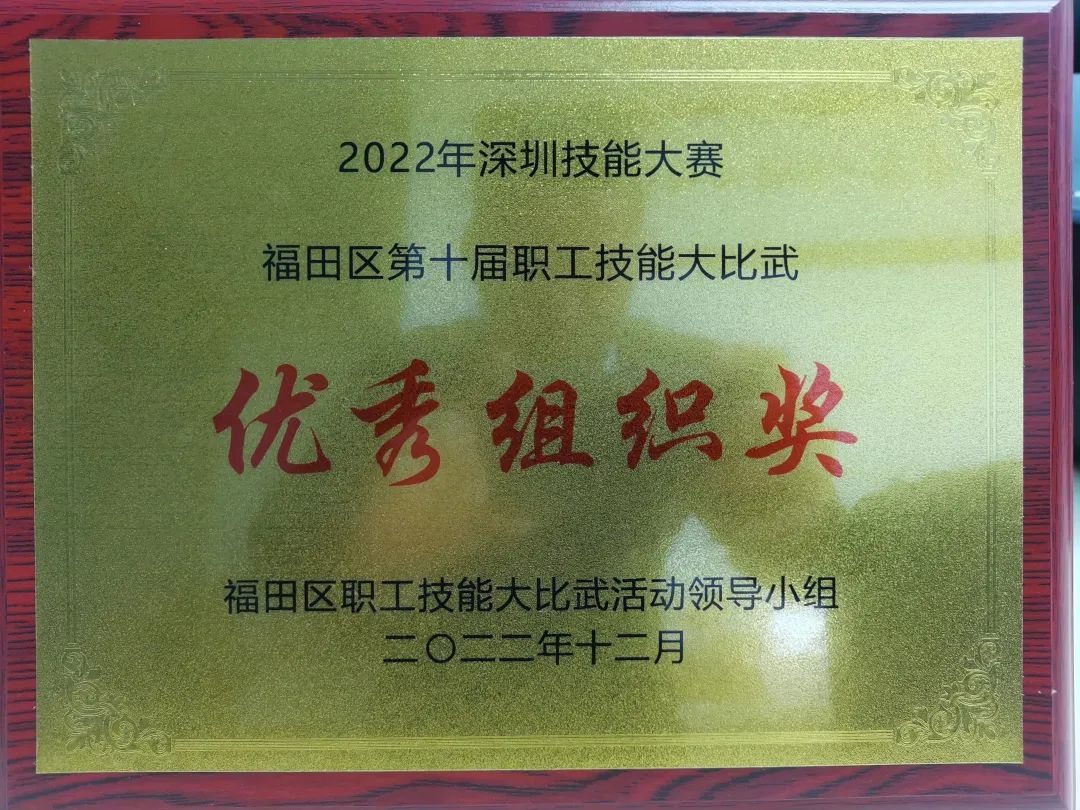 2022年深圳技能大赛
福田区第十届职工技能大比武
优秀组织奖
福田区职工技能大比武活动领导小组
二〇二二年十二月